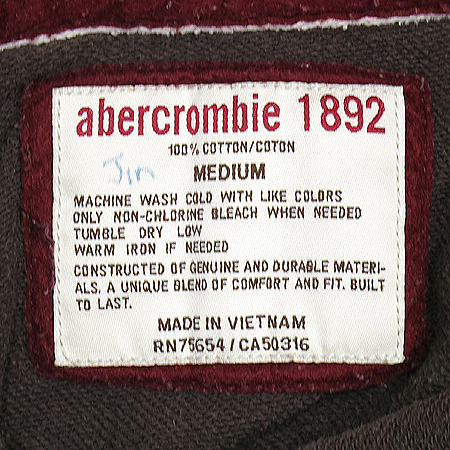 abercrombie 1892
100% COTTON/COTON
Jin MEDIUM
MACHINE WASH COLD WITH LIKE COLORS
ONLY NON-CHLORINE BLEACH WHEN NEEDED
TUMBLE DRY LOW
WARM IRON IF NEEDED
CONSTRUCTED OF GENUINE AND DURABLE MATERI-
ALS. A UNIQUE BLEND OF COMFORT AND FIT. BUILT
TO LAST.
MADE IN VIETNAM
RN75654 / CA50316